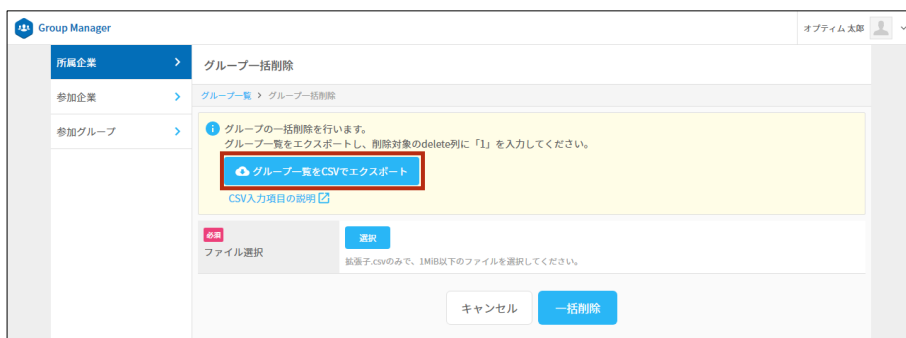 Group Manager
オプティム 太郎
所属企業
参加企業
参加グループ
グループ一括削除
グループ一覧 > グループ一括削除
グループの一括削除を行います。
グループ一覧をエクスポートし、削除対象のdelete列に「1」を入力してください。
グループ一覧をCSVでエクスポート
CSV入力項目の説明
必須
ファイル選択
選択
拡張子.csvのみで、1MiB以下のファイルを選択してください。
キャンセル
一括削除